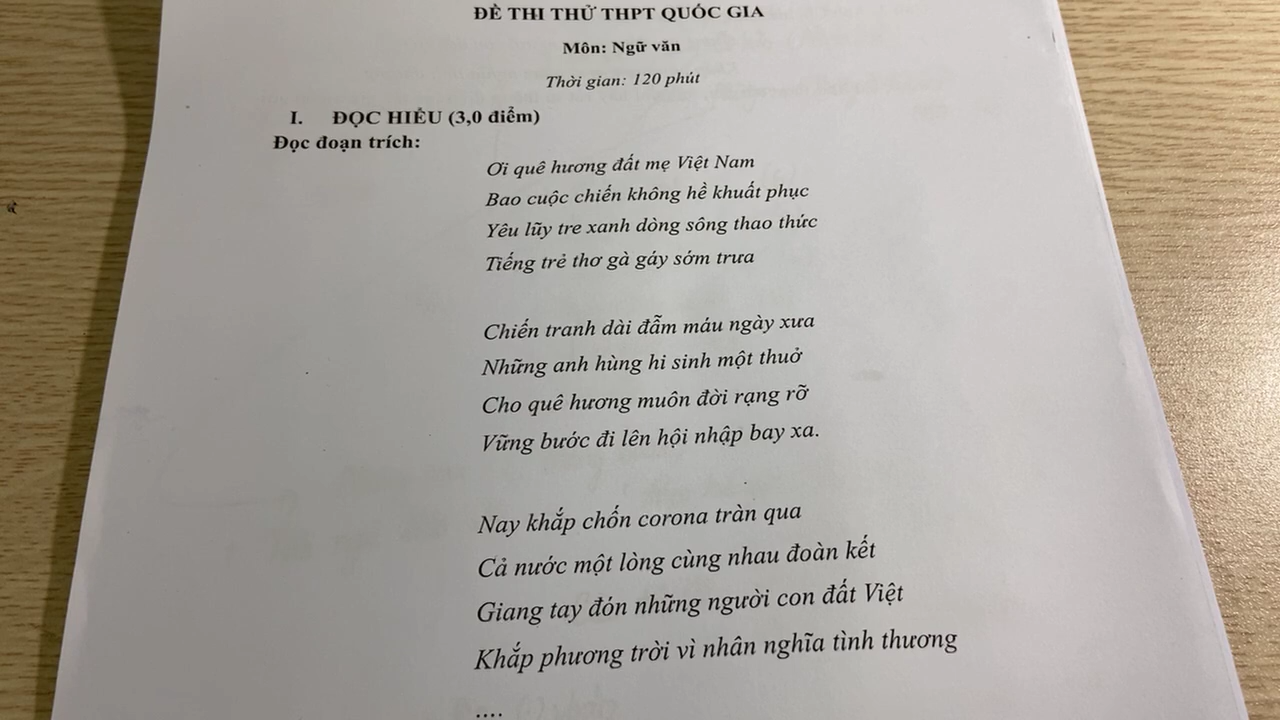 ĐỀ THI THỬ THPT QUỐC GIA
Môn: Ngữ văn
Thời gian: 120 phút
I. ĐỌC HIỂU (3,0 điểm)
Đọc đoạn trích:
Ơi quê hương đất mẹ Việt Nam
Bao cuộc chiến không hề khuất phục
Yêu lũy tre xanh dòng sông thao thức
Tiếng trẻ thơ gà gáy sớm trưa
Chiến tranh dài đẫm máu ngày xưa
Những anh hùng hi sinh một thuở
Cho quê hương muôn đời rạng rỡ
Vững bước đi lên hội nhập bay xa.
Nay khắp chốn corona tràn qua
Cả nước một lòng cùng nhau đoàn kết
Giang tay đón những người con đất Việt
Khắp phương trời vì nhân nghĩa tình thương
....